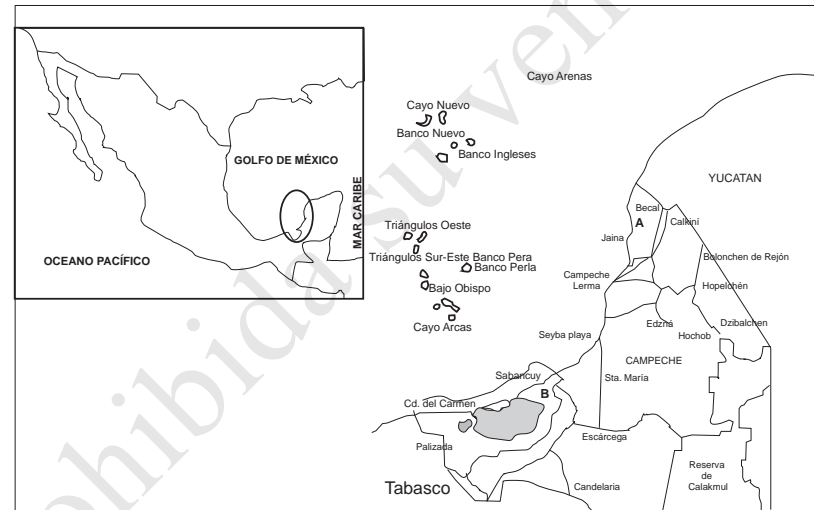 Cayo Arenas
Cayo Nuevo
Banco Nuevo
Banco Ingleses
GOLFO DE MÉXICO
MAR CARIBE
OCEANO PACÍFICO
YUCATAN
Becal
A
Calkiní
Jaina
Triángulos Oeste
Triángulos Sur-Este Banco Pera
Banco Perla
Bolonchen de Rejón
Campeche
Lerma
Hopelchén
Bajo Obispo
Cayo Arcas
Edzná
Dzibalchen
Hochob
Seyba playa
CAMPECHE
Sabancuy
Sta. María
B
Cd. del Carmen
Palizada
Escárcega
Tabasco
Candelaria
Reserva
de
Calakmul
ohibida su ven